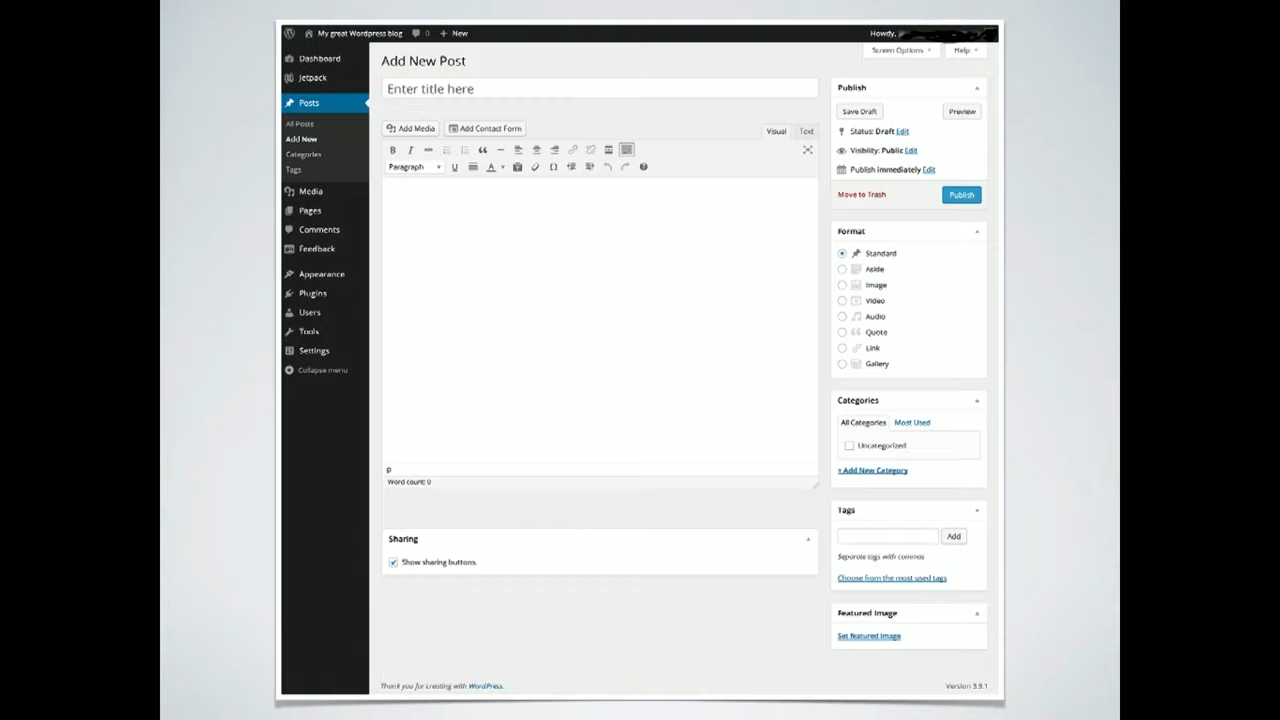 My great Wordpress blog 0 + New
Howdy,
Screen Options Help
Dashboard
Jetpack
Posts
All Posts
Add New
Categories
Tags
Media
Pages
Comments
Feedback
Appearance
Plugins
Users
Tools
Settings
Collapse menu
Add New Post
Enter title here
Add Media Add Contact Form
Visual Text
B I ABC
Paragraph U A Ω
p
Word count: 0
Sharing
Show sharing buttons.
Publish
Save Draft Preview
Status: Draft Edit
Visibility: Public Edit
Publish immediately Edit
Move to Trash Publish
Format
Standard
Aside
Image
Video
Audio
Quote
Link
Gallery
Categories
All Categories Most Used
Uncategorized
+ Add New Category
Tags
Add
Separate tags with commas
Choose from the most used tags
Featured Image
Set featured image
Thank you for creating with WordPress.
Version 3.9.1